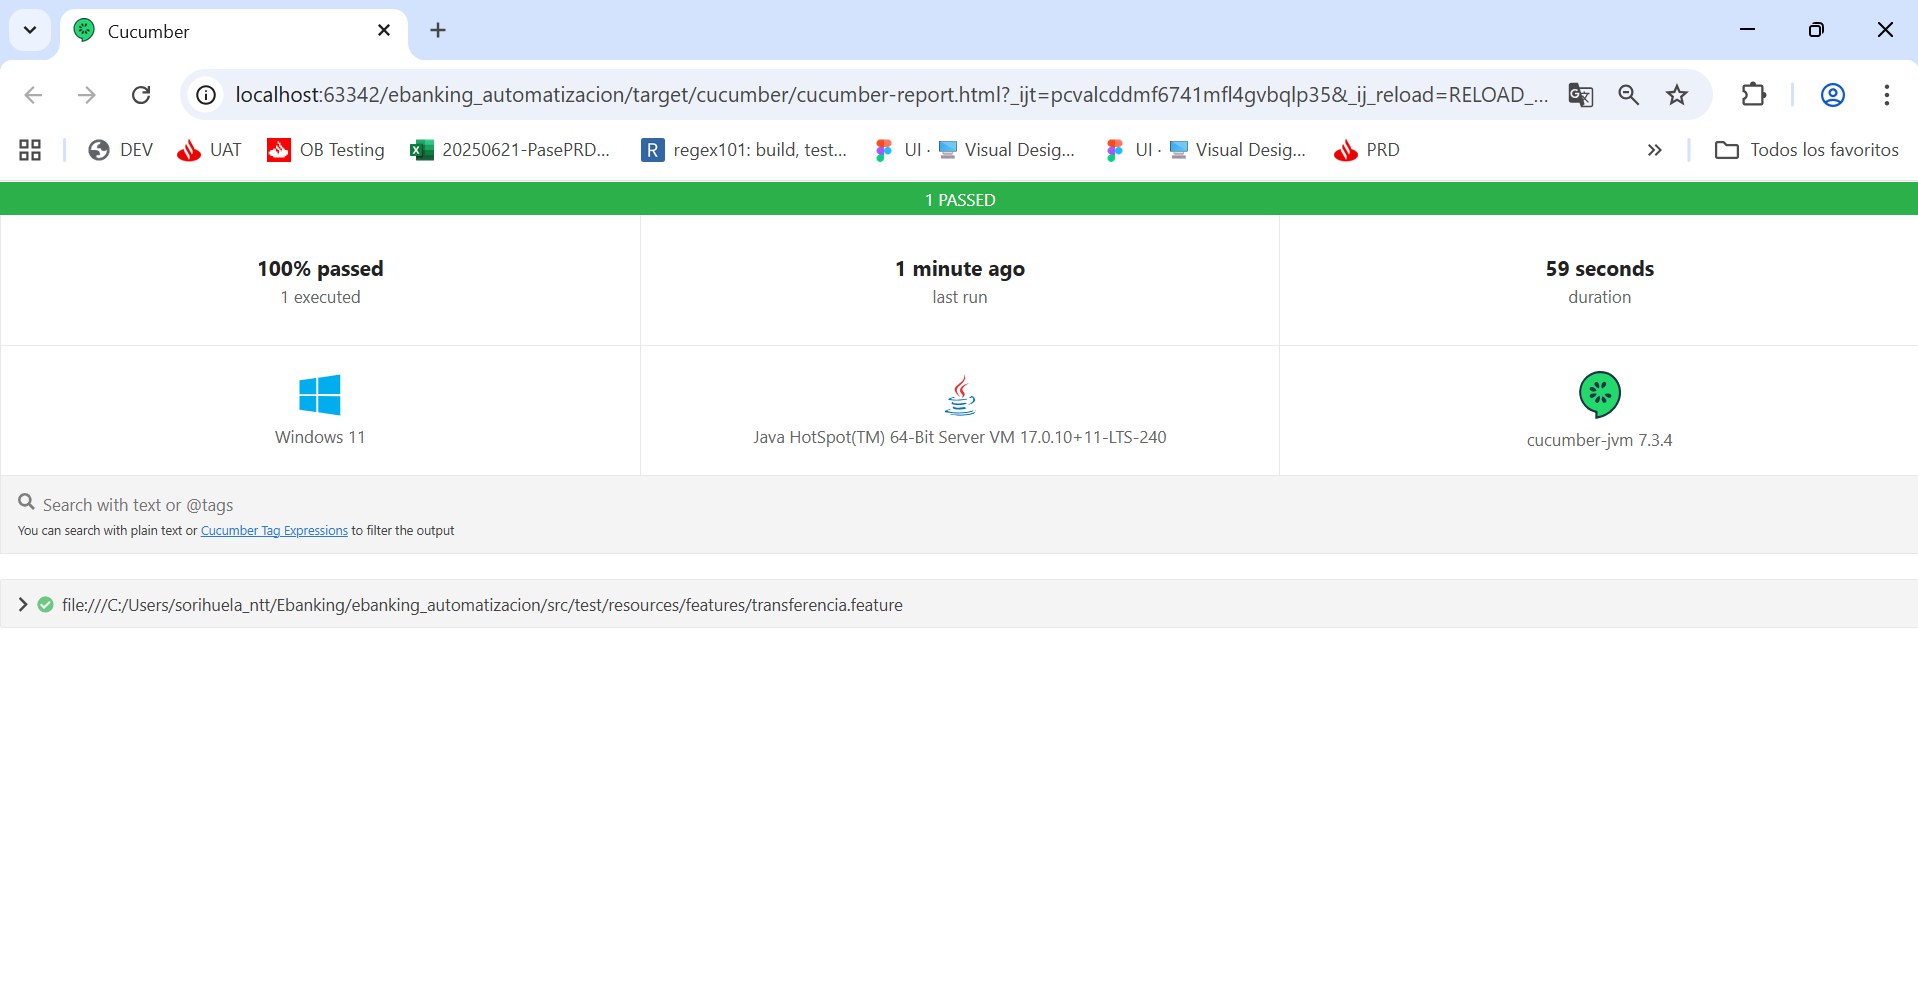 Cucumber
localhost:63342/ebanking_automatizacion/target/cucumber/cucumber-report.html?_ijt=pcvalcddmf6741mfl4gvbqlp35&_ij_reload=RELOAD_...
DEV UAT OB Testing 20250621-PasePRD... R regex101: build, test... UI · Visual Desig... UI · Visual Desig... PRD » Todos los favoritos
1 PASSED
100% passed
1 executed
1 minute ago
last run
59 seconds
duration
Windows 11
Java HotSpot(TM) 64-Bit Server VM 17.0.10+11-LTS-240
cucumber-jvm 7.3.4
Search with text or @tags
You can search with plain text or Cucumber Tag Expressions to filter the output
file:///C:/Users/sorihuela_ntt/Ebanking/ebanking_automatizacion/src/test/resources/features/transferencia.feature